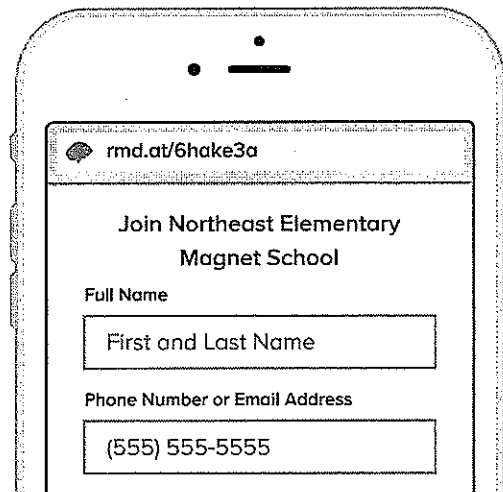 rmd.at/6hake3a
Join Northeast Elementary
Magnet School
Full Name
First and Last Name
Phone Number or Email Address
(555) 555-5555